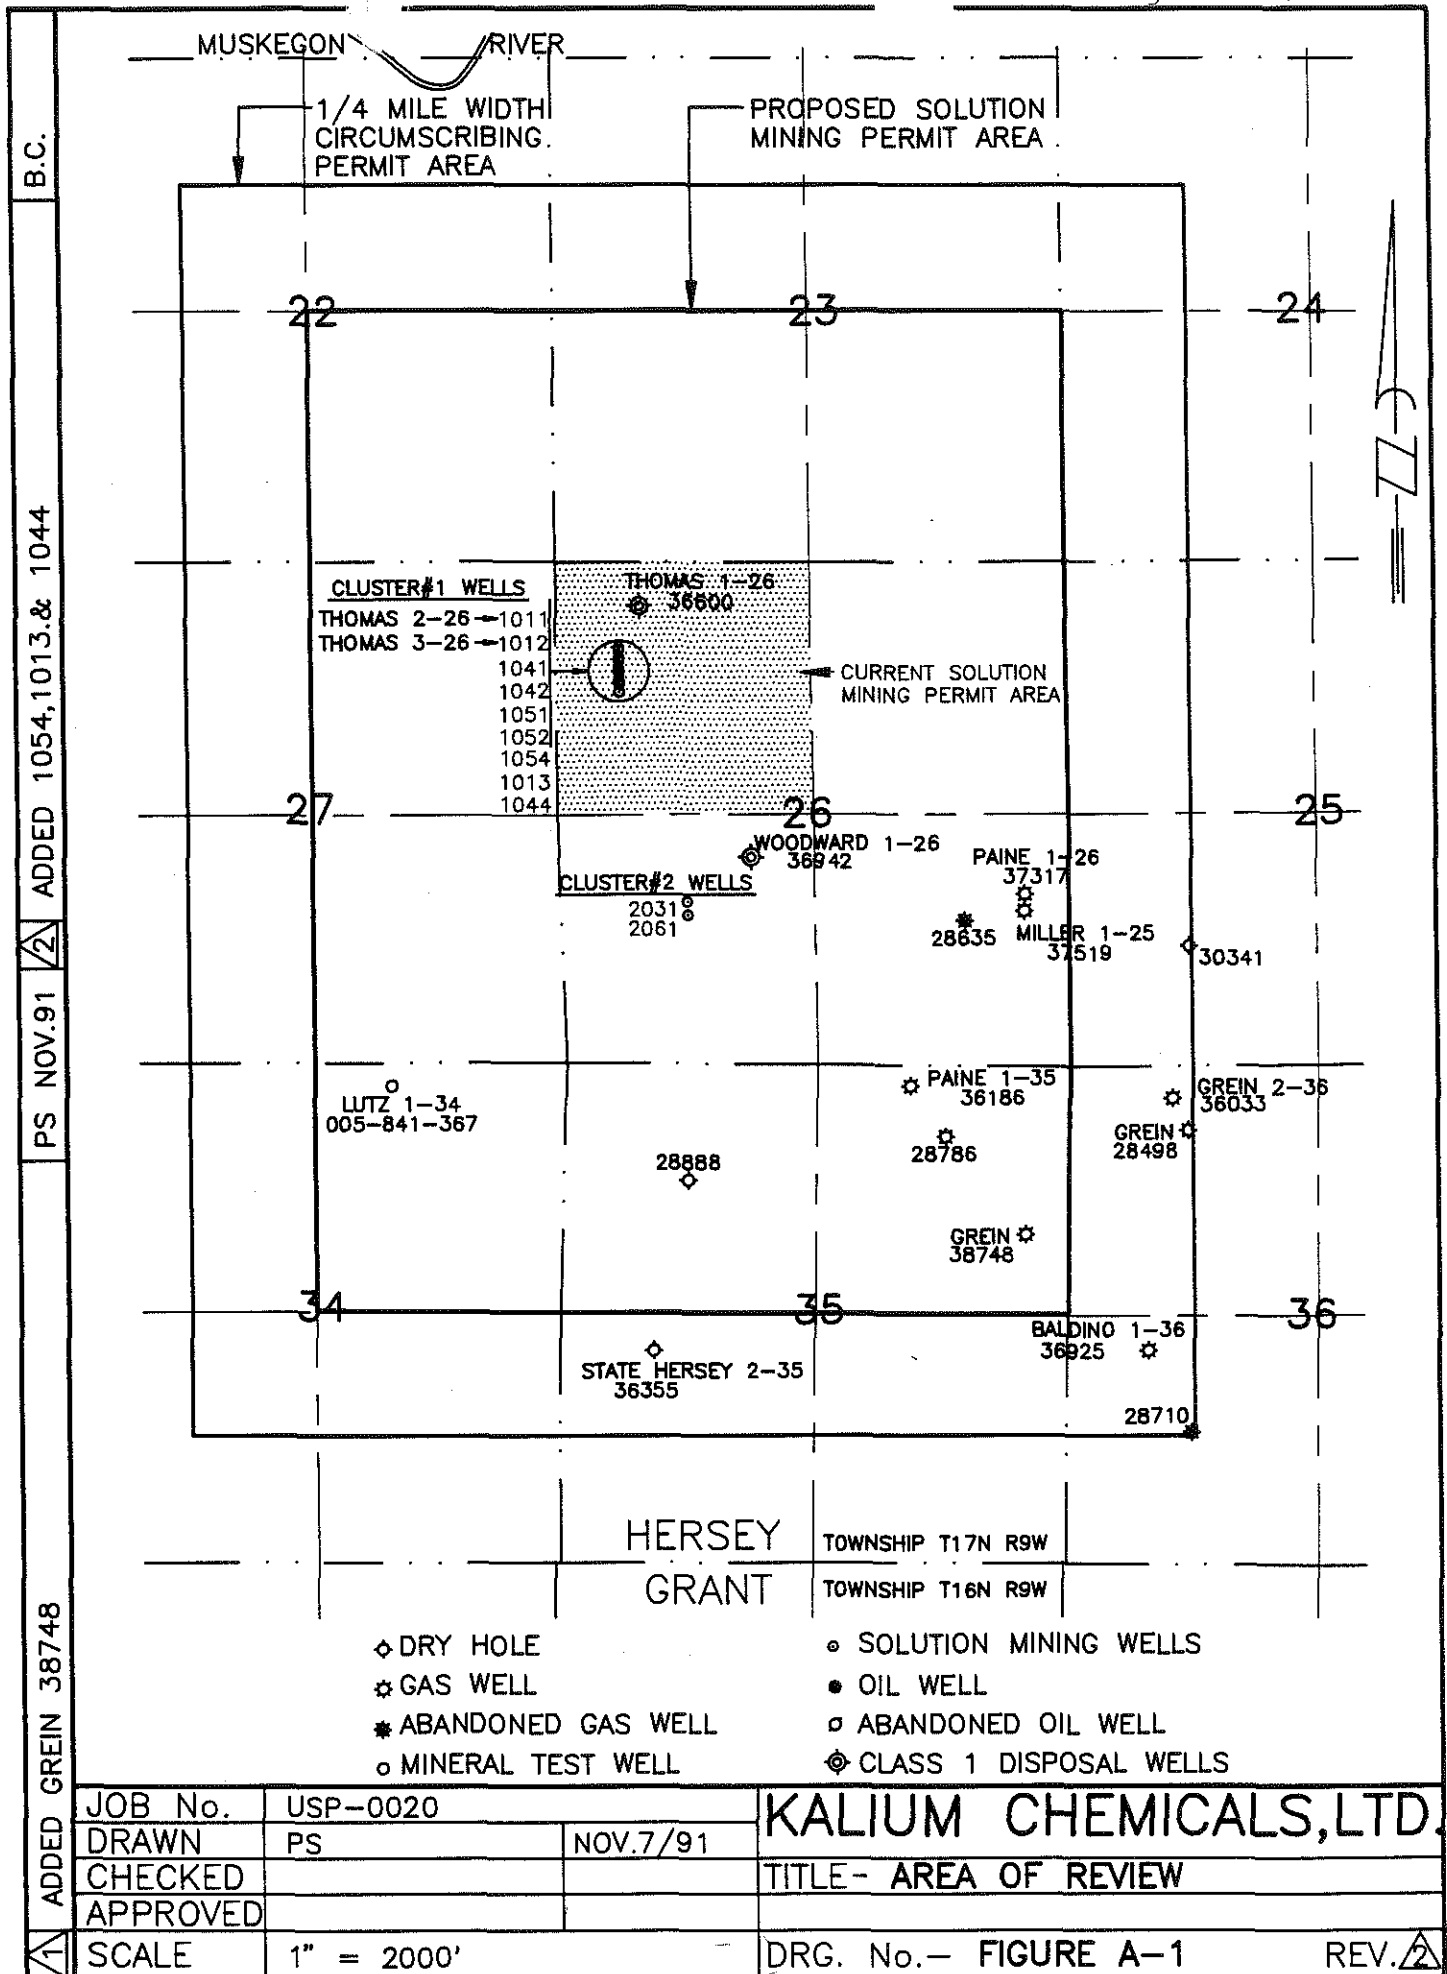 MUSKEGON RIVER
1/4 MILE WIDTH
CIRCUMSCRIBING
PERMIT AREA
PROPOSED SOLUTION
MINING PERMIT AREA
22
23
24
CLUSTER#1 WELLS
THOMAS 2-26 1011
THOMAS 3-26 1012
1041
1042
1051
1052
1054
1013
1044
THOMAS 1-26
36600
CURRENT SOLUTION
MINING PERMIT AREA
27
26
25
WOODWARD 1-26
36942
CLUSTER#2 WELLS
2031
2061
PAINE 1-26
37317
28635
MILLER 1-25
37519
30341
LUTZ 1-34
005-841-367
PAINE 1-35
36186
GREIN 2-36
36033
GREIN
28498
28786
28888
GREIN
38748
34
35
36
STATE HERSEY 2-35
36355
BALDINO 1-36
36925
28710
HERSEY TOWNSHIP T17N R9W
GRANT TOWNSHIP T16N R9W
DRY HOLE
GAS WELL
ABANDONED GAS WELL
MINERAL TEST WELL
SOLUTION MINING WELLS
OIL WELL
ABANDONED OIL WELL
CLASS 1 DISPOSAL WELLS
JOB No. USP-0020
DRAWN PS NOV.7/91
CHECKED
APPROVED
SCALE 1" = 2000'
KALIUM CHEMICALS,LTD.
TITLE- AREA OF REVIEW
DRG. No.- FIGURE A-1 REV. 2
1 ADDED GREIN 38748 PS NOV.91
2 ADDED 1054,1013.& 1044 B.C.
N